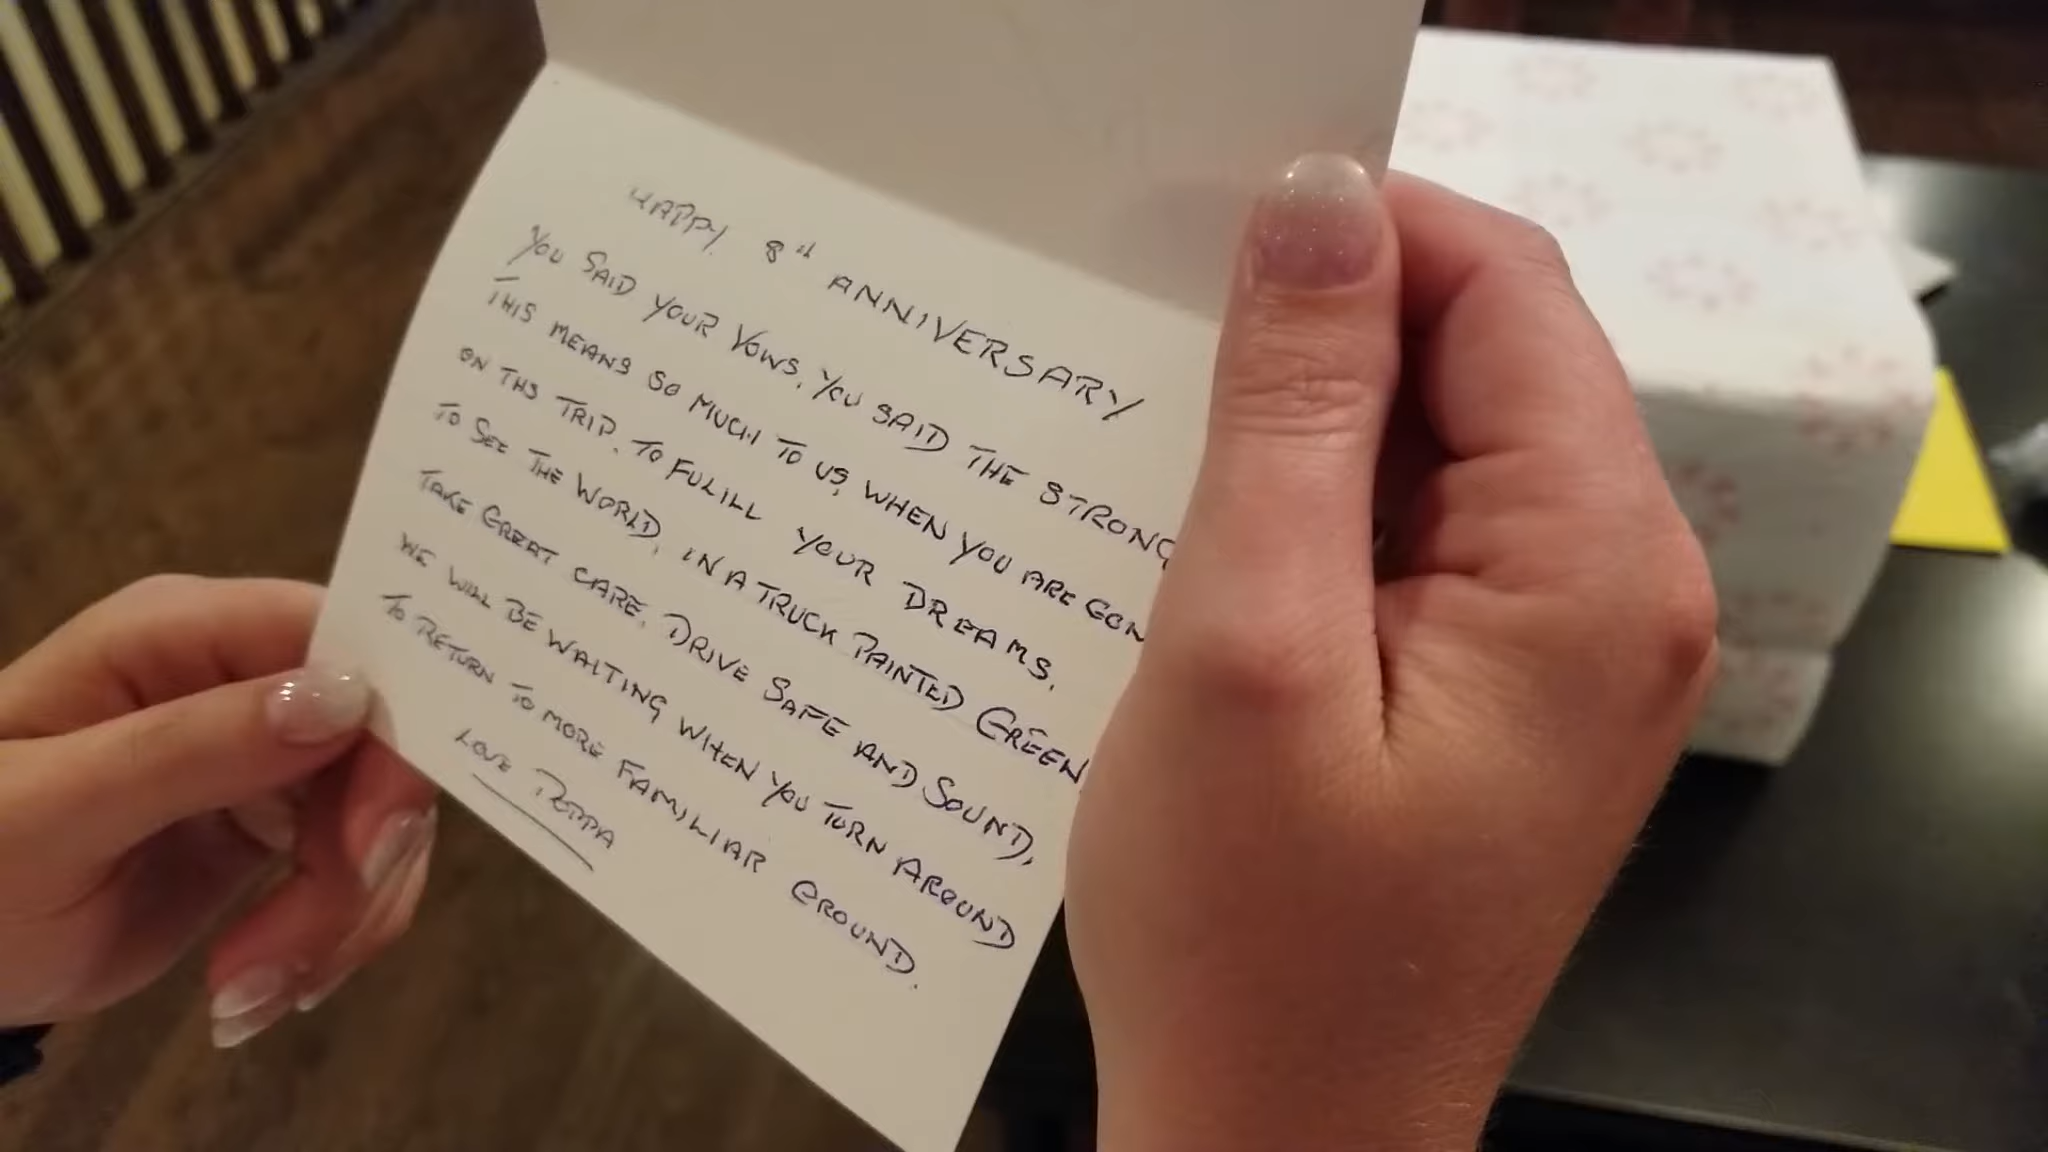 HAPPY 8TH ANNIVERSARY
YOU SAID YOUR VOWS, YOU SAID THE STRONG,
THIS MEANS SO MUCH TO US, WHEN YOU ARE GON
ON THS TRIP. TO FULILL YOUR DREAMS.
TO SEE THE WORLD, IN A TRUCK PAINTED GREEN,
TAKE GREAT CARE. DRIVE SAFE AND SOUND,
WE WILL BE WAITING WHEN YOU TURN AROUND
TO RETURN TO MORE FAMILIAR GROUND.
LOVE POPPA